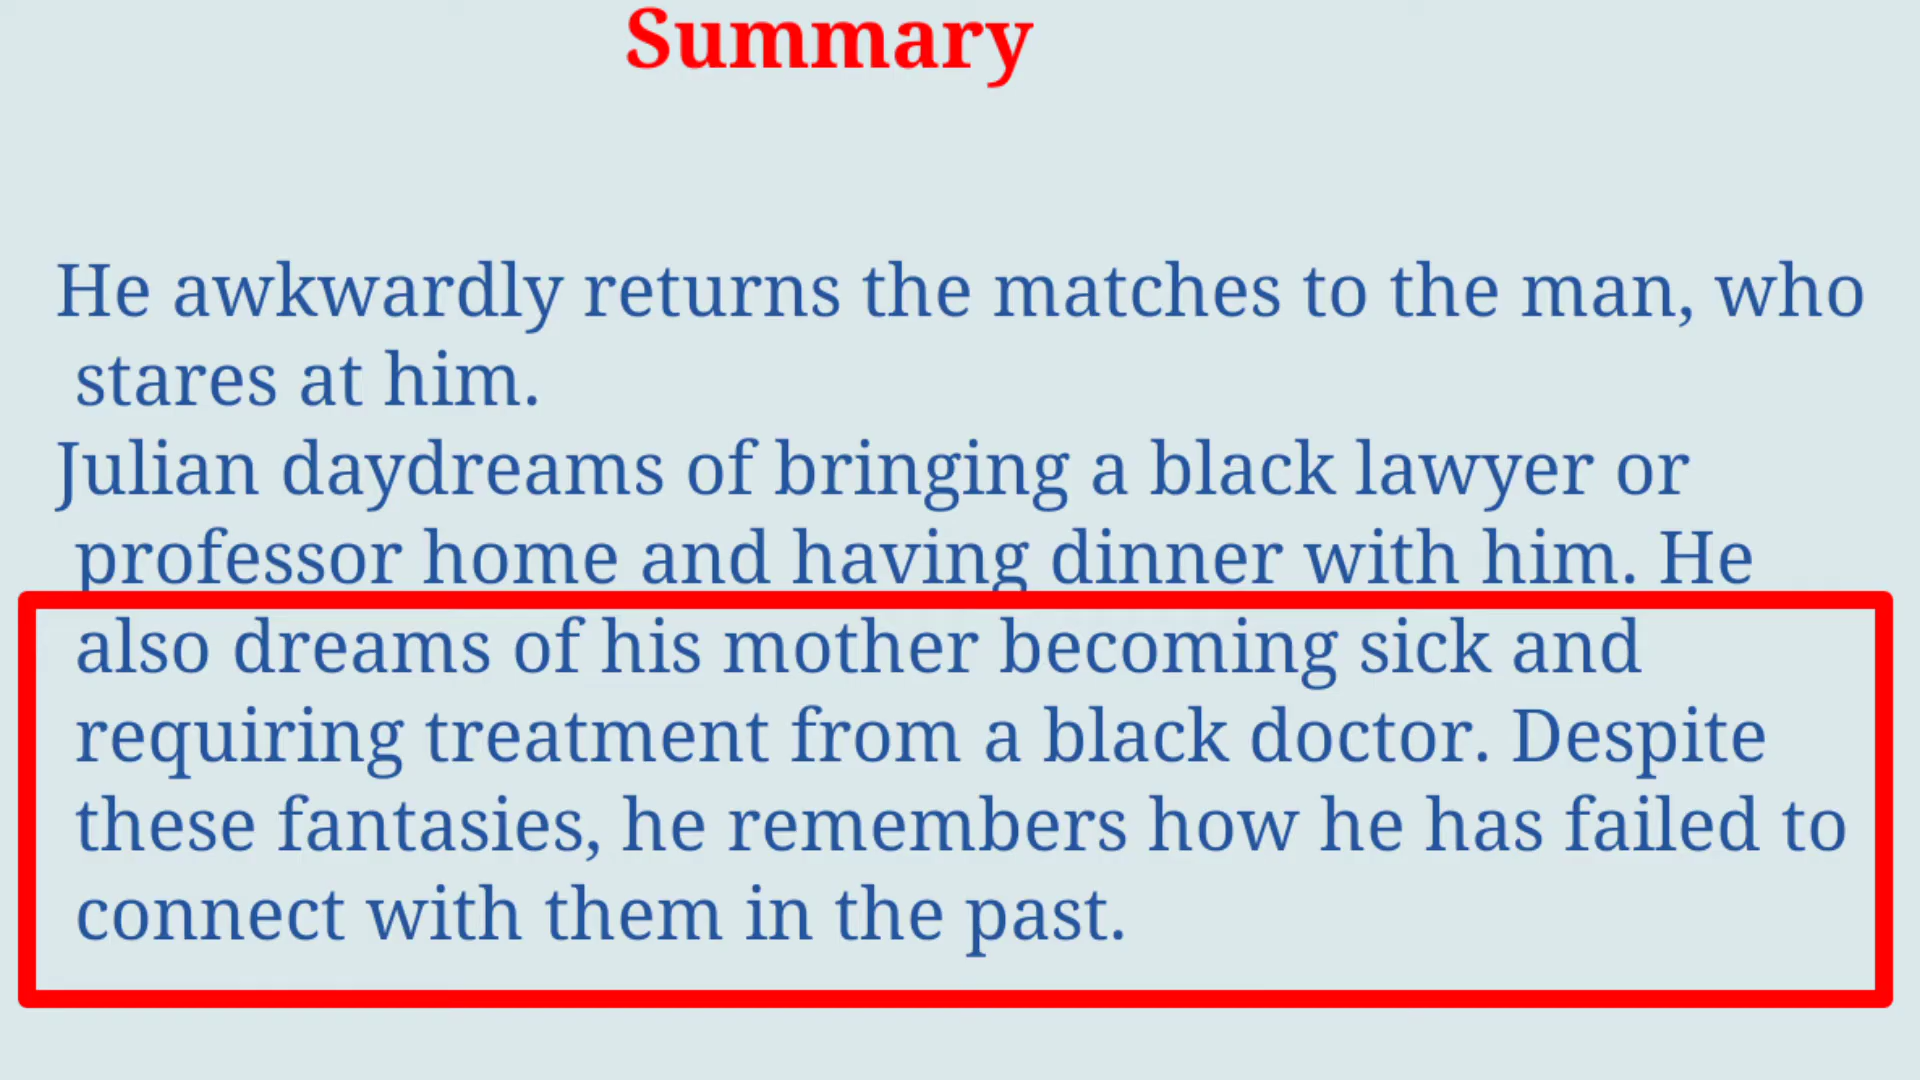 Summary
He awkwardly returns the matches to the man, who
stares at him.
Julian daydreams of bringing a black lawyer or
professor home and having dinner with him. He
also dreams of his mother becoming sick and
requiring treatment from a black doctor. Despite
these fantasies, he remembers how he has failed to
connect with them in the past.